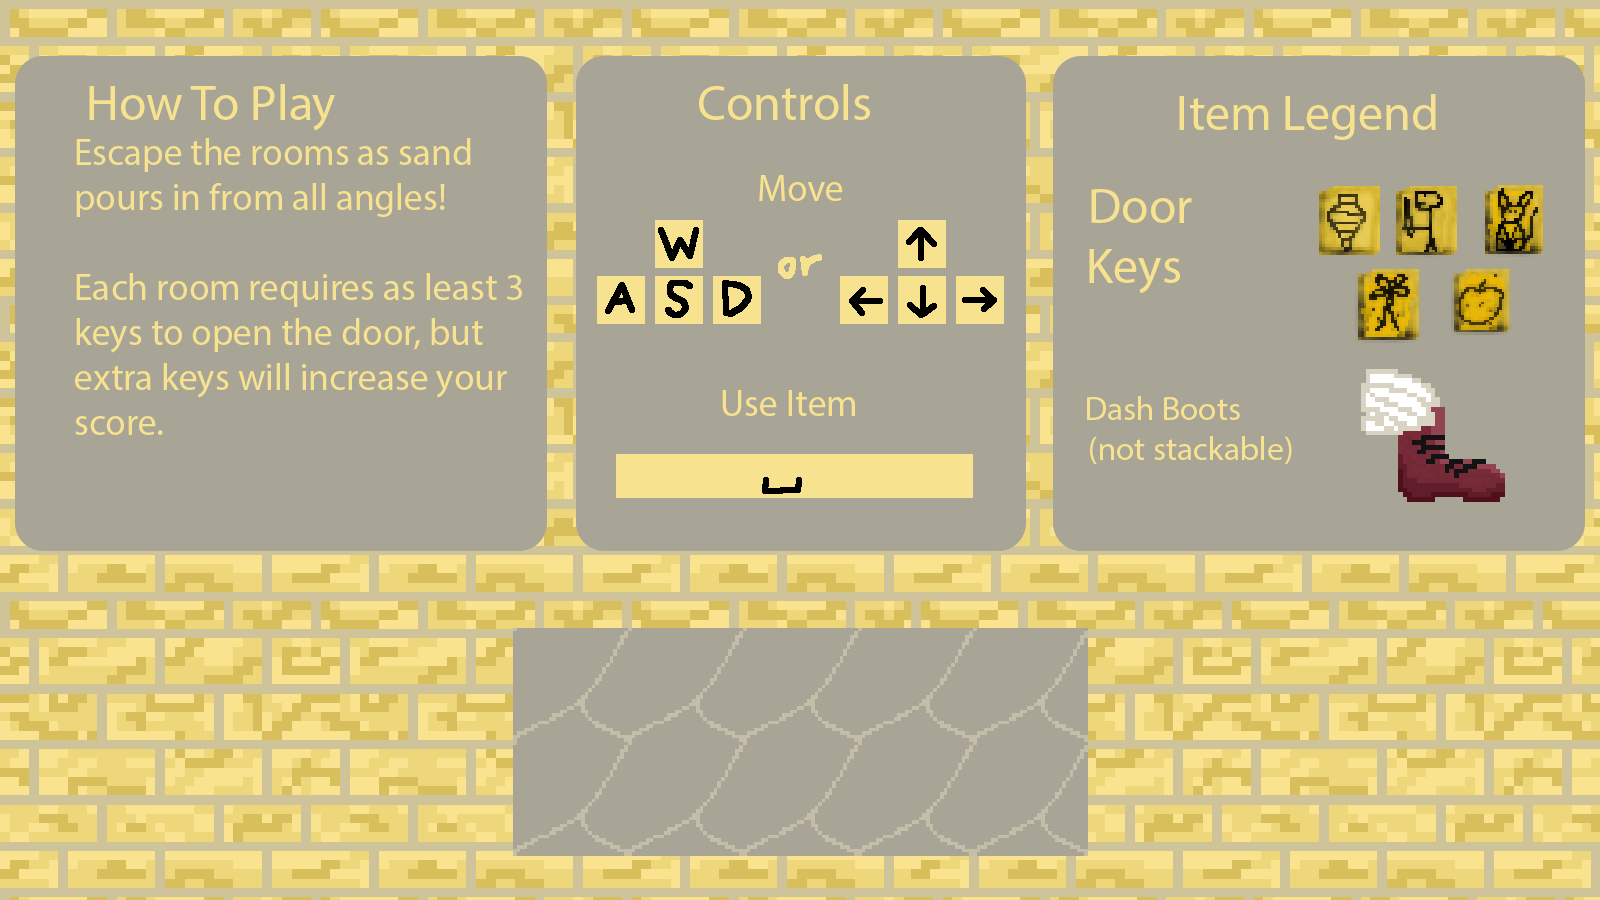 How To Play
Escape the rooms as sand
pours in from all angles!
Each room requires as least 3
keys to open the door, but
extra keys will increase your
score.
Controls
Move
W
A S D
or
↑
← ↓ →
Use Item
Item Legend
Door
Keys
Dash Boots
(not stackable)